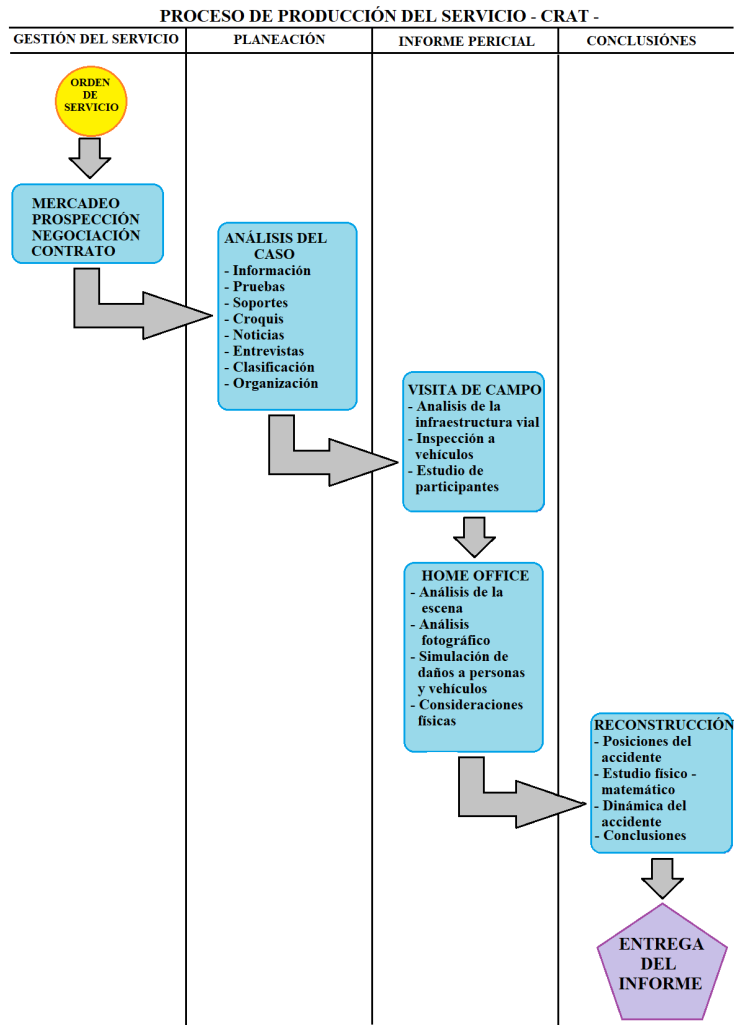 PROCESO DE PRODUCCIÓN DEL SERVICIO - CRAT -
GESTIÓN DEL SERVICIO
PLANEACIÓN
INFORME PERICIAL
CONCLUSIÓNES
ORDEN
DE
SERVICIO
MERCADEO
PROSPECCIÓN
NEGOCIACIÓN
CONTRATO
ANÁLISIS DEL
CASO
- Información
- Pruebas
- Soportes
- Croquis
- Noticias
- Entrevistas
- Clasificación
- Organización
VISITA DE CAMPO
- Analisis de la
infraestructura vial
- Inspección a
vehículos
- Estudio de
participantes
HOME OFFICE
- Análisis de la
escena
- Análisis
fotográfico
- Simulación de
daños a personas
y vehículos
- Consideraciones
físicas
RECONSTRUCCIÓN
- Posiciones del
accidente
- Estudio físico -
matemático
- Dinámica del
accidente
- Conclusiones
ENTREGA
DEL
INFORME